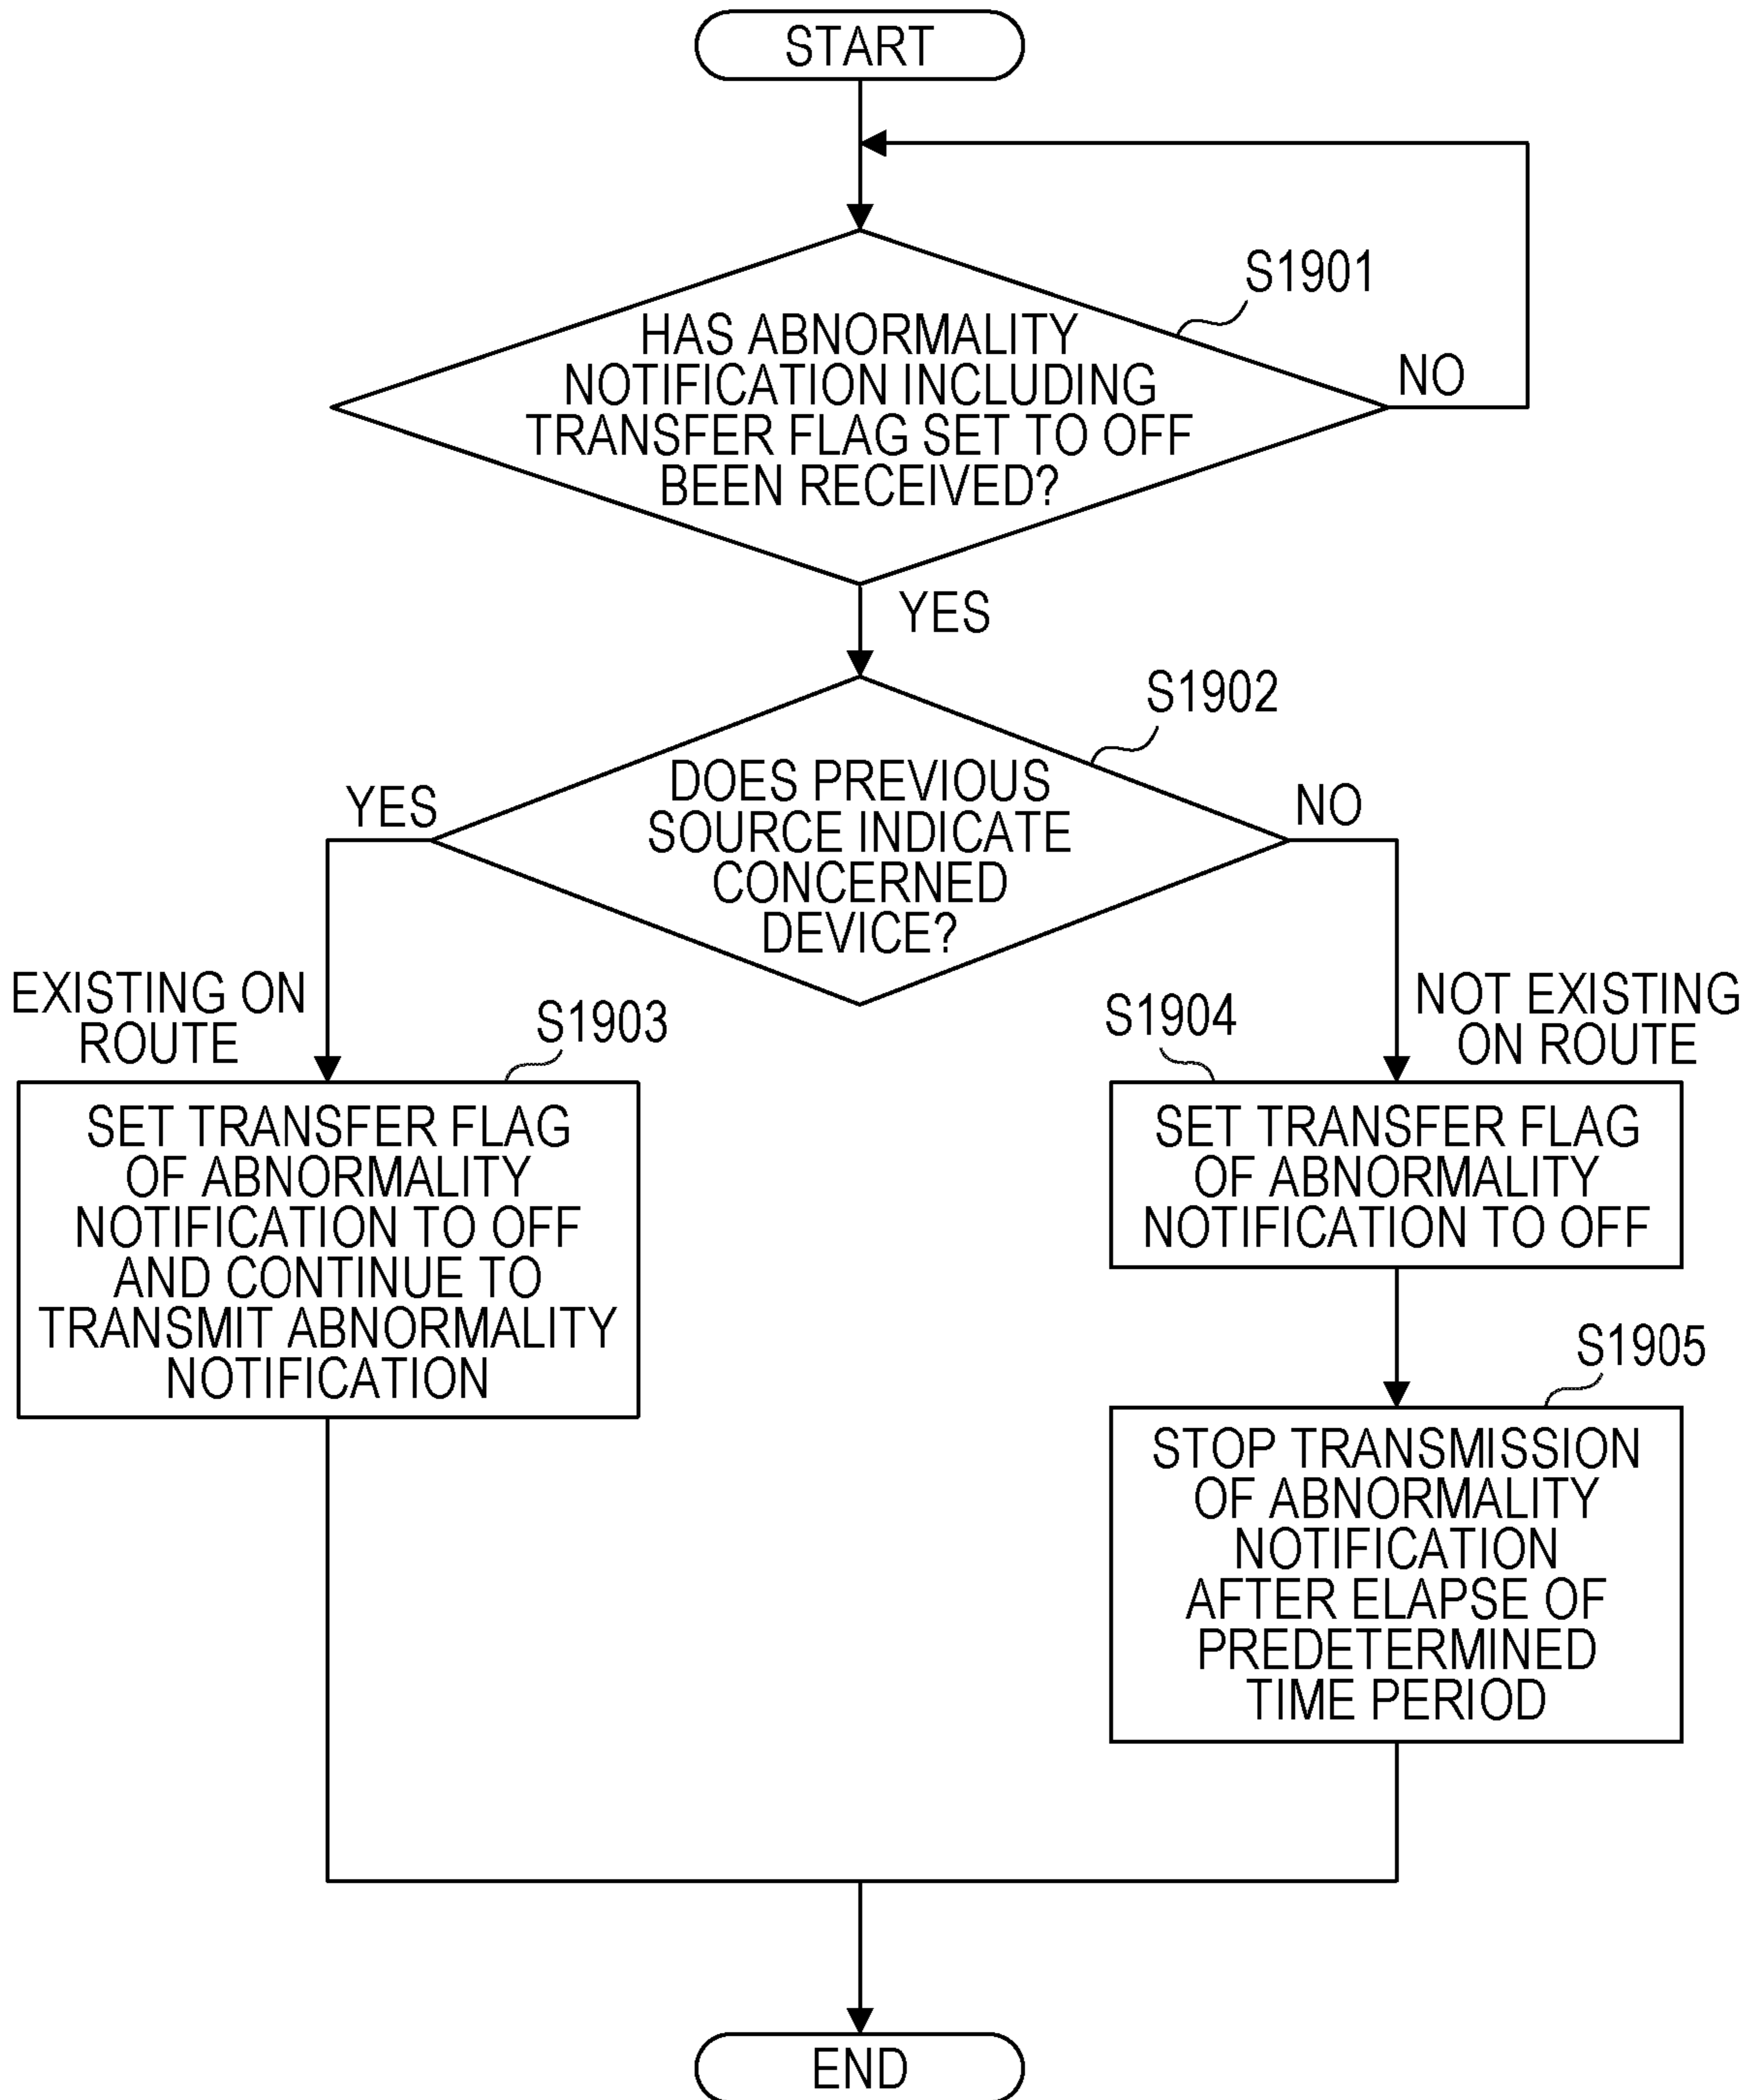 START
S1901
HAS ABNORMALITY
NOTIFICATION INCLUDING
TRANSFER FLAG SET TO OFF
BEEN RECEIVED?
NO
YES
S1902
DOES PREVIOUS
SOURCE INDICATE
CONCERNED
DEVICE?
YES
NO
EXISTING ON
ROUTE
S1903
SET TRANSFER FLAG
OF ABNORMALITY
NOTIFICATION TO OFF
AND CONTINUE TO
TRANSMIT ABNORMALITY
NOTIFICATION
NOT EXISTING
ON ROUTE
S1904
SET TRANSFER FLAG
OF ABNORMALITY
NOTIFICATION TO OFF
S1905
STOP TRANSMISSION
OF ABNORMALITY
NOTIFICATION
AFTER ELAPSE OF
PREDETERMINED
TIME PERIOD
END